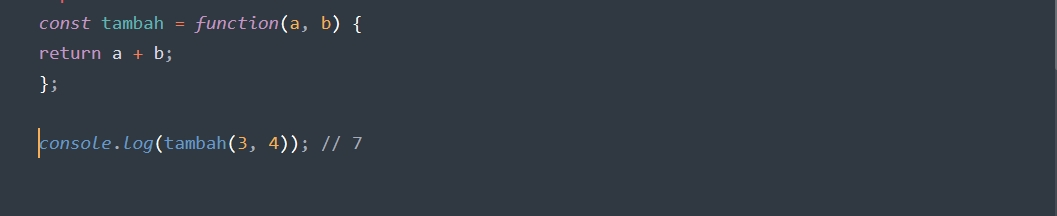 const tambah = function(a, b) {
return a + b;
};
console.log(tambah(3, 4)); // 7